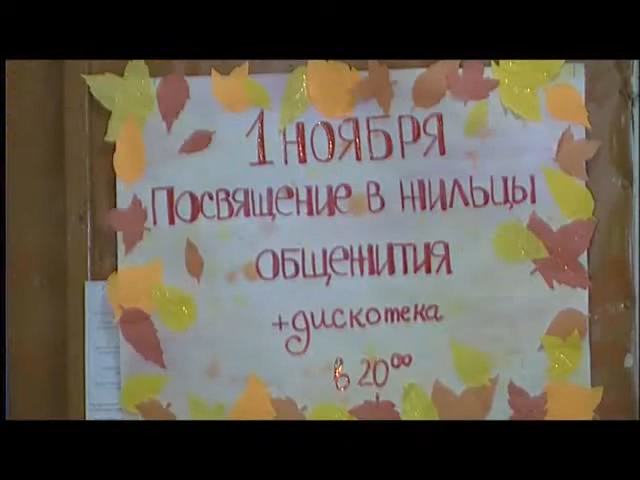 1 НОЯБРЯ
ПОСВЯЩЕНИЕ В ЖИЛЬЦЫ
ОБЩЕЖИТИЯ
+ дискотека
в 20⁰⁰